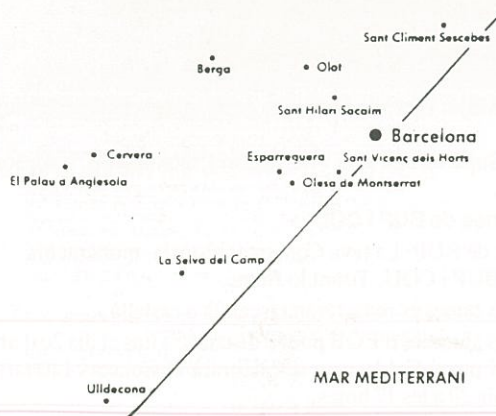 Sant Climent Sescebes
Berga
Olot
Sant Hilari Sacalm
Barcelona
Cervera
Esparreguera
Sant Vicenç dels Horts
El Palau d Anglesola
Olesa de Montserrat
La Selva del Camp
MAR MEDITERRANI
Ulldecona